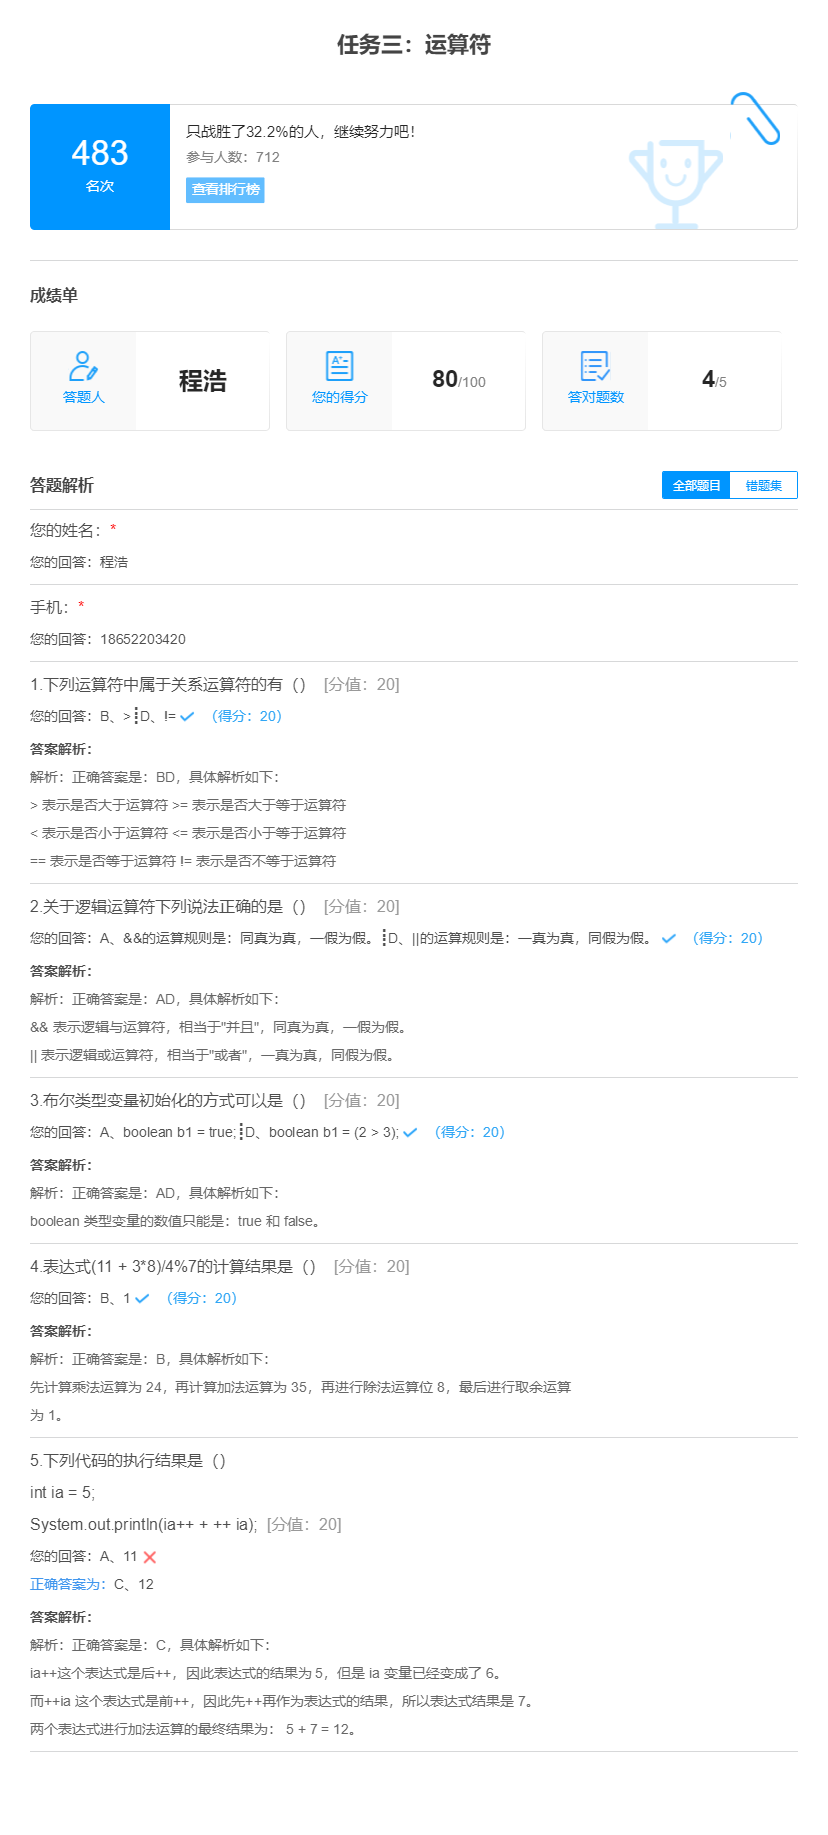 任务三：运算符
483
名次
只战胜了32.2%的人，继续努力吧！
参与人数：712
查看排行榜
成绩单
答题人
程浩
您的得分
80/100
答对题数
4/5
答题解析
全部题目
错题集
您的姓名：*
您的回答：程浩
手机：*
您的回答：18652203420
1.下列运算符中属于关系运算符的有（） [分值：20]
您的回答：B、>┋D、!= （得分：20）
答案解析：
解析：正确答案是：BD，具体解析如下：
> 表示是否大于运算符 >= 表示是否大于等于运算符
< 表示是否小于运算符 <= 表示是否小于等于运算符
== 表示是否等于运算符 != 表示是否不等于运算符
2.关于逻辑运算符下列说法正确的是（） [分值：20]
您的回答：A、&&的运算规则是：同真为真，一假为假。┋D、||的运算规则是：一真为真，同假为假。 （得分：20）
答案解析：
解析：正确答案是：AD，具体解析如下：
&& 表示逻辑与运算符，相当于"并且"，同真为真，一假为假。
|| 表示逻辑或运算符，相当于"或者"，一真为真，同假为假。
3.布尔类型变量初始化的方式可以是（） [分值：20]
您的回答：A、boolean b1 = true;┋D、boolean b1 = (2 > 3); （得分：20）
答案解析：
解析：正确答案是：AD，具体解析如下：
boolean 类型变量的数值只能是：true 和 false。
4.表达式(11 + 3*8)/4%7的计算结果是（） [分值：20]
您的回答：B、1 （得分：20）
答案解析：
解析：正确答案是：B，具体解析如下：
先计算乘法运算为 24，再计算加法运算为 35，再进行除法运算位 8，最后进行取余运算
为 1。
5.下列代码的执行结果是（）
int ia = 5;
System.out.println(ia++ + ++ ia); [分值：20]
您的回答：A、11
正确答案为：C、12
答案解析：
解析：正确答案是：C，具体解析如下：
ia++这个表达式是后++，因此表达式的结果为 5，但是 ia 变量已经变成了 6。
而++ia 这个表达式是前++，因此先++再作为表达式的结果，所以表达式结果是 7。
两个表达式进行加法运算的最终结果为： 5 + 7 = 12。